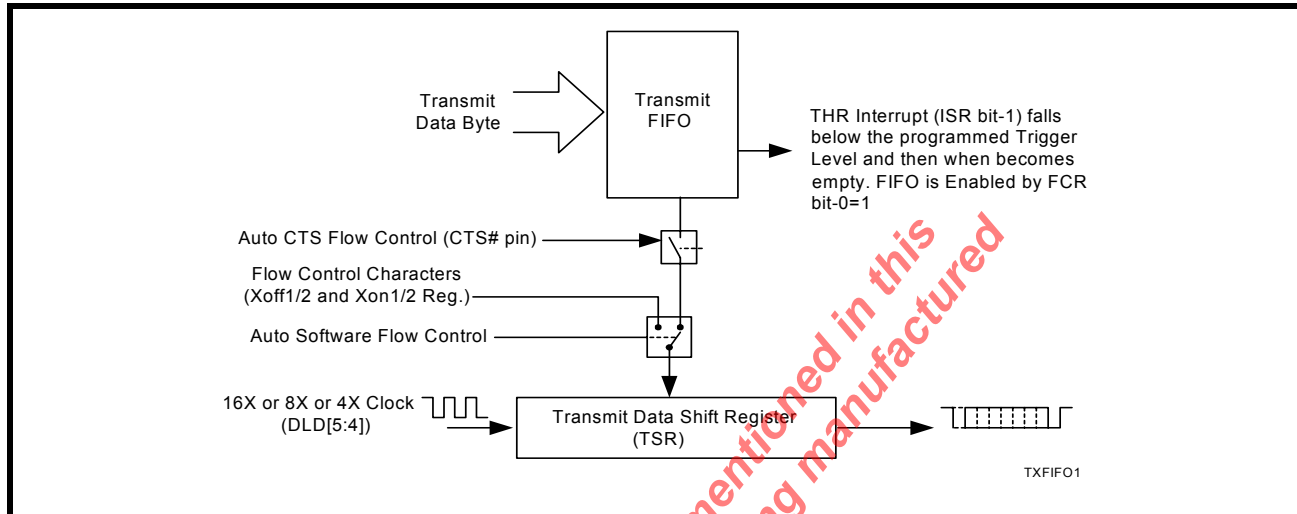 Transmit
Data Byte
Transmit
FIFO
THR Interrupt (ISR bit-1) falls
below the programmed Trigger
Level and then when becomes
empty. FIFO is Enabled by FCR
bit-0=1
Auto CTS Flow Control (CTS# pin)
Flow Control Characters
(Xoff1/2 and Xon1/2 Reg.)
Auto Software Flow Control
16X or 8X or 4X Clock
(DLD[5:4])
Transmit Data Shift Register
(TSR)
TXFIFO1
mentioned in this
manufactured